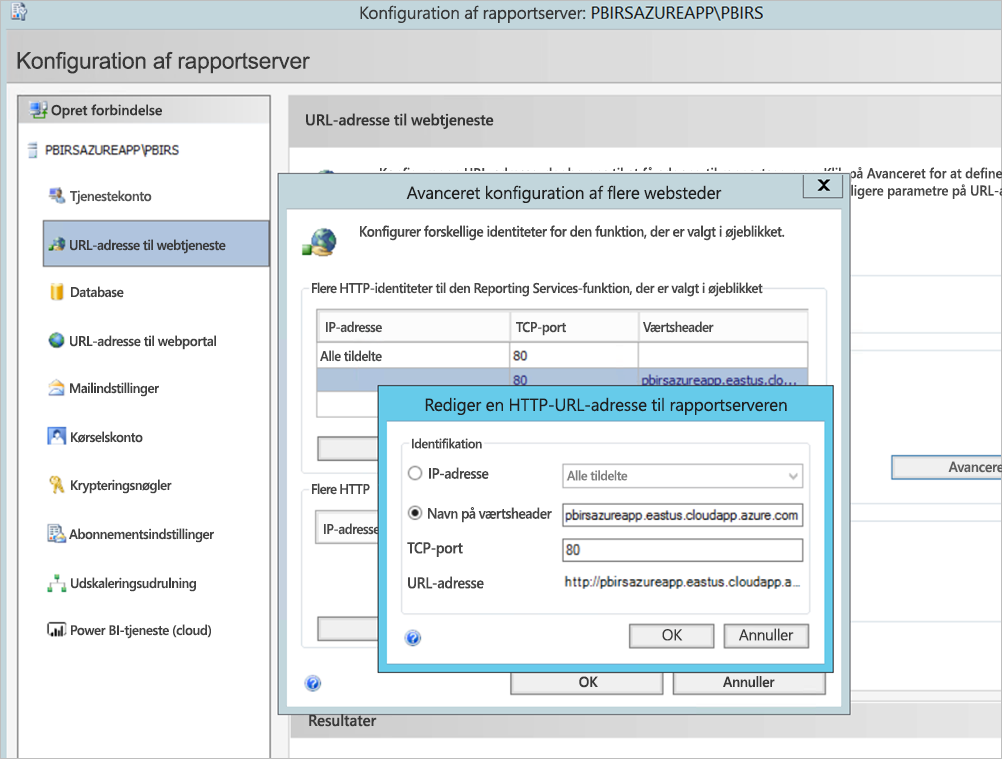 Konfiguration af rapportserver: PBIRSAZUREAPP\PBIRS
Konfiguration af rapportserver
Opret forbindelse
PBIRSAZUREAPP\PBIRS
Tjenestekonto
URL-adresse til webtjeneste
Database
URL-adresse til webportal
Mailindstillinger
Kørselskonto
Krypteringsnøgler
Abonnementsindstillinger
Udskaleringsudrulning
Power BI-tjeneste (cloud)
URL-adresse til webtjeneste
på Avanceret for at define
ligere parametre på URL-a
Avancere
Resultater
Avanceret konfiguration af flere websteder
X
Konfigurer forskellige identiteter for den funktion, der er valgt i øjeblikket.
Flere HTTP-identiteter til den Reporting Services-funktion, der er valgt i øjeblikket
IP-adresse TCP-port Værtsheader
Alle tildelte 80
80 pbirsazureapp.eastus.clo...
Flere HTTP
IP-adresse
OK Annuller
Rediger en HTTP-URL-adresse til rapportserveren
Identifikation
IP-adresse Alle tildelte
Navn på værtsheader pbirsazureapp.eastus.cloudapp.azure.com
TCP-port 80
URL-adresse http://pbirsazureapp.eastus.cloudapp.a...
OK Annuller